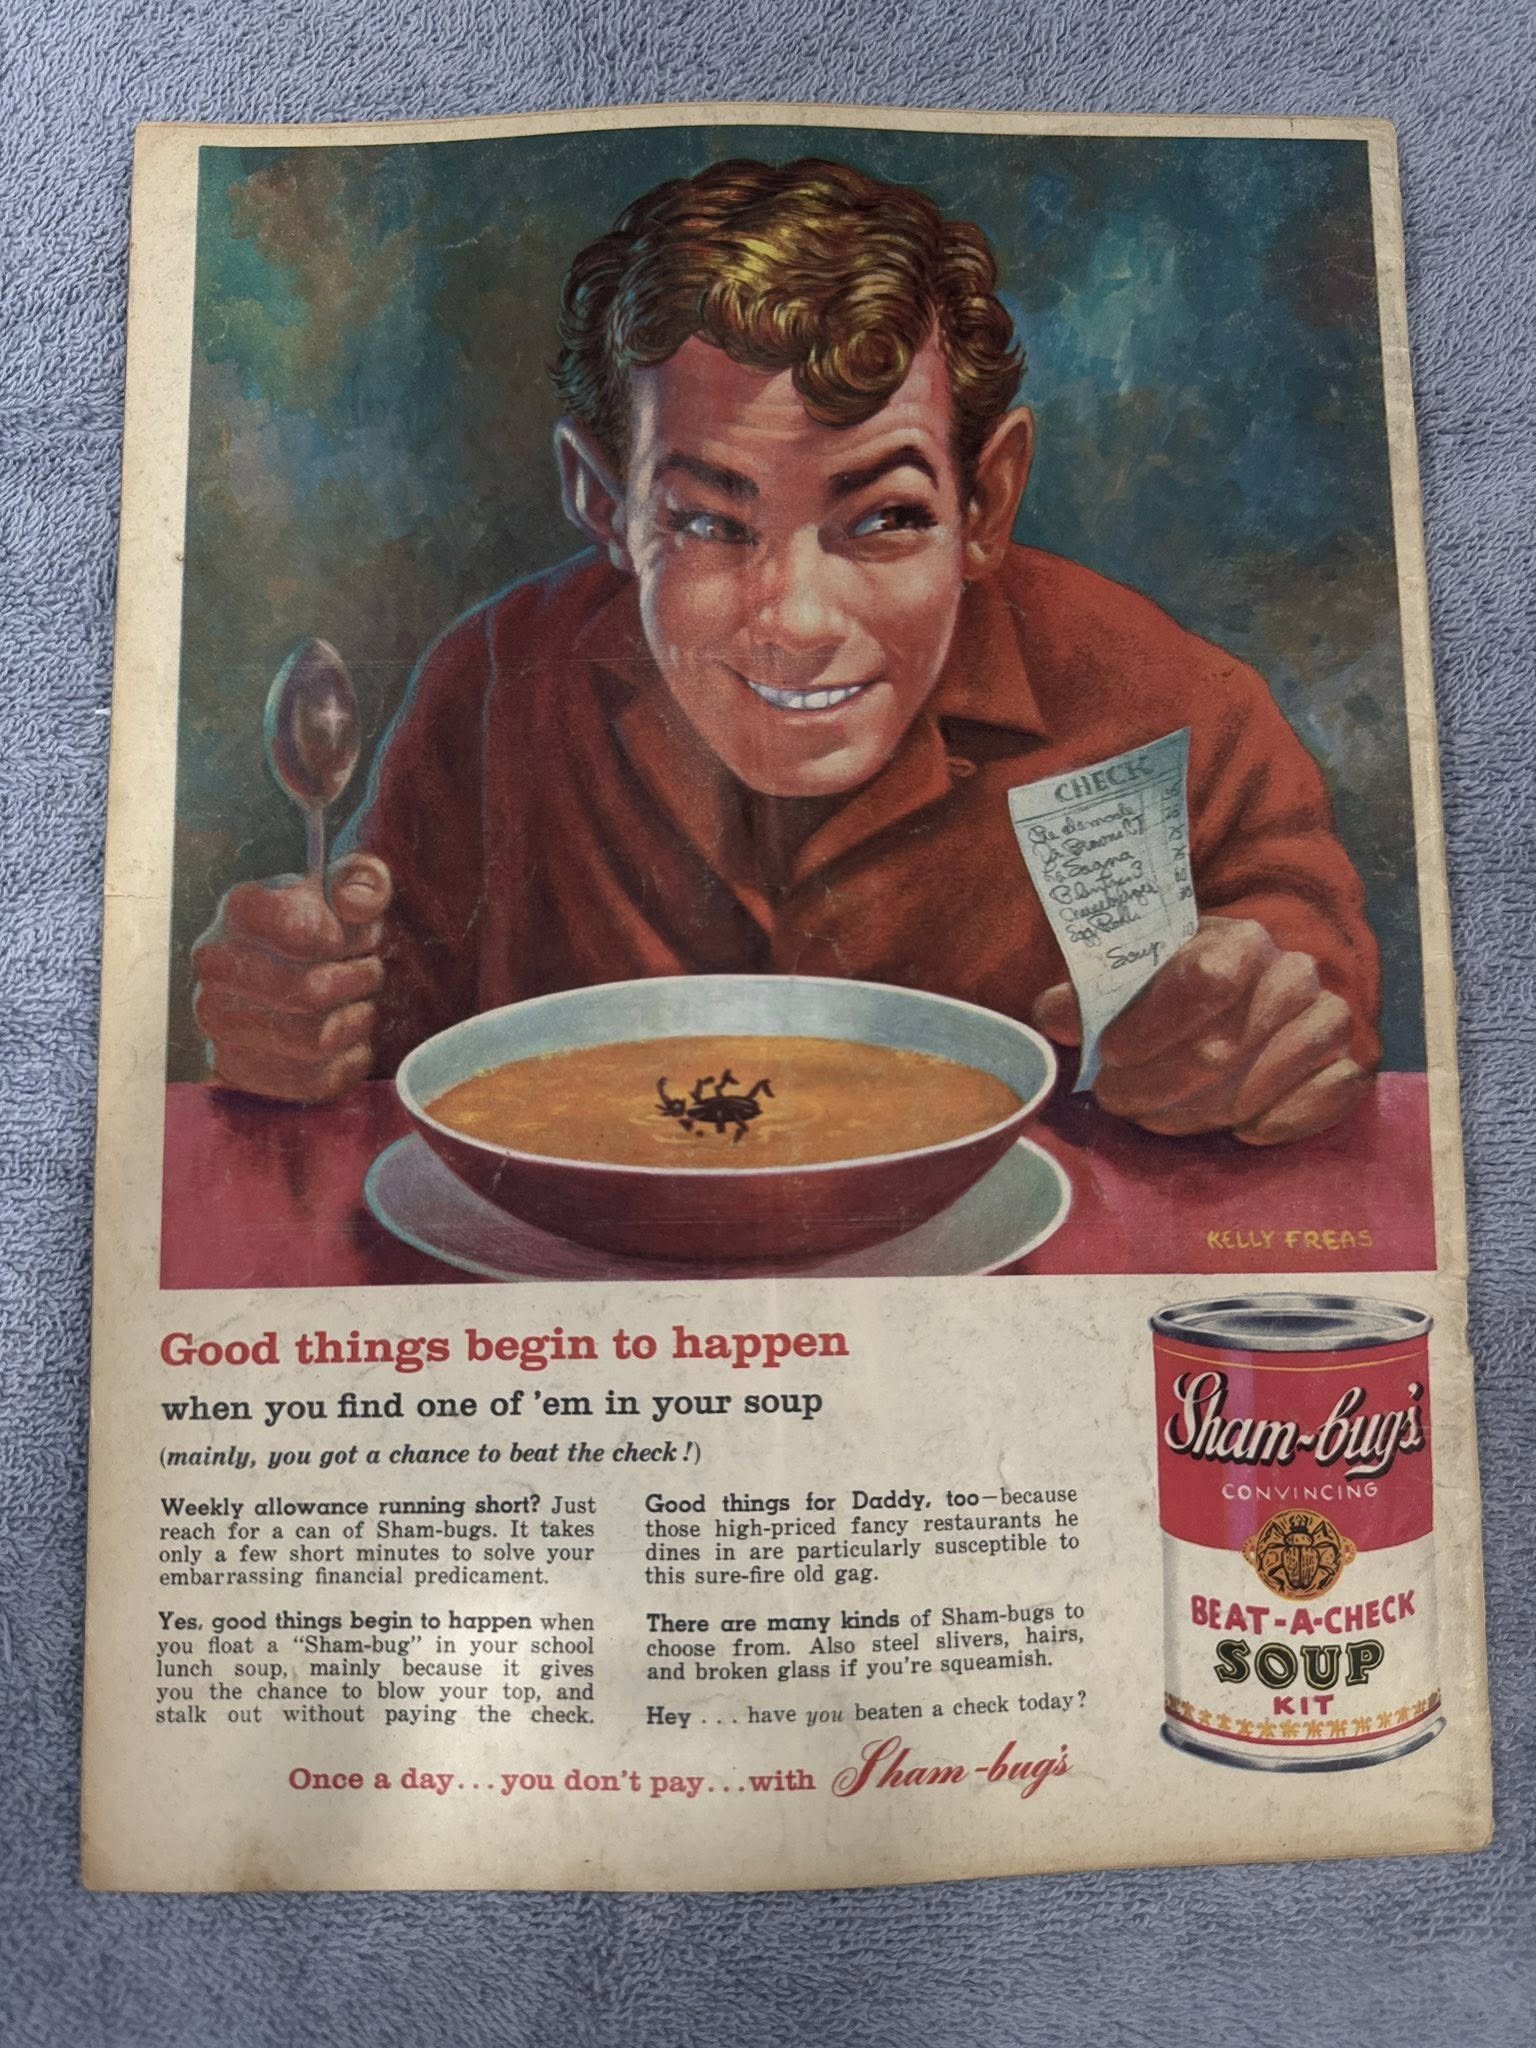 CHECK
Pie alamode
Soup
KELLY FREAS
Good things begin to happen
when you find one of 'em in your soup
(mainly, you got a chance to beat the check!)
Weekly allowance running short? Just
reach for a can of Sham-bugs. It takes
only a few short minutes to solve your
embarrassing financial predicament.
Yes, good things begin to happen when
you float a “Sham-bug” in your school
lunch soup, mainly because it gives
you the chance to blow your top, and
stalk out without paying the check.
Good things for Daddy, too—because
those high-priced fancy restaurants he
dines in are particularly susceptible to
this sure-fire old gag.
There are many kinds of Sham-bugs to
choose from. Also steel slivers, hairs,
and broken glass if you're squeamish.
Hey . . . have you beaten a check today?
Once a day...you don't pay...with Sham-bug's
Sham-bug's
CONVINCING
BEAT-A-CHECK
SOUP
KIT